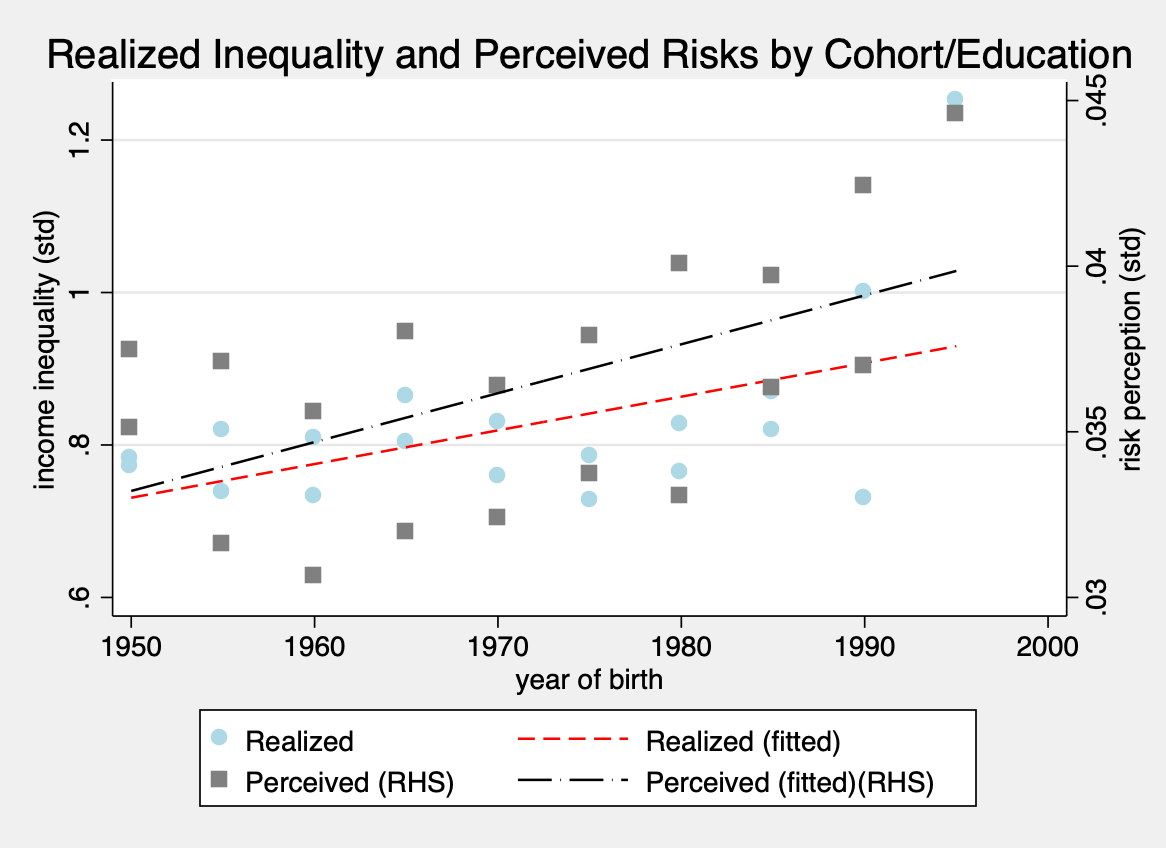 Realized Inequality and Perceived Risks by Cohort/Education
income inequality (std)
.6
.8
1
1.2
risk perception (std)
.03
.035
.04
.045
1950
1960
1970
1980
1990
2000
year of birth
Realized
Realized (fitted)
Perceived (RHS)
Perceived (fitted)(RHS)